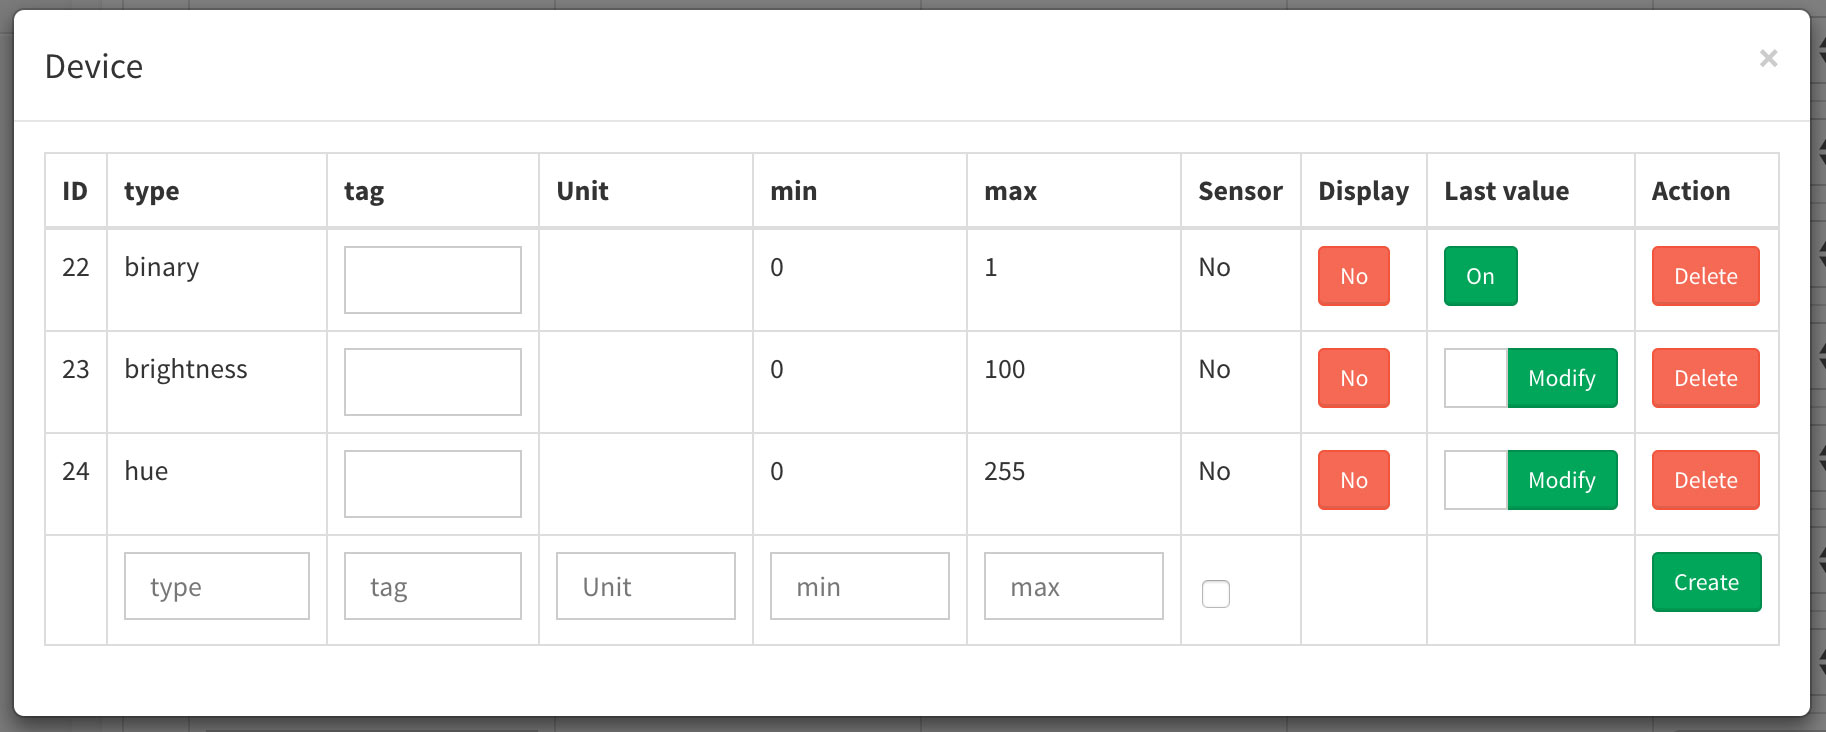 Device ×
ID type tag Unit min max Sensor Display Last value Action
22 binary 0 1 No No On Delete
23 brightness 0 100 No No Modify Delete
24 hue 0 255 No No Modify Delete
type tag Unit min max Create